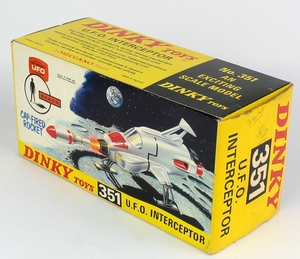 DINKY TOYS
U.F.O. INTERCEPTOR
MECCANO
No. 351
AN
EXCITING
SCALE MODEL
DINKY TOYS
UFO
CAP-FIRED
ROCKET
DINKY TOYS
351
U.F.O. INTERCEPTOR
351
U.F.O.
INTERCEPTOR